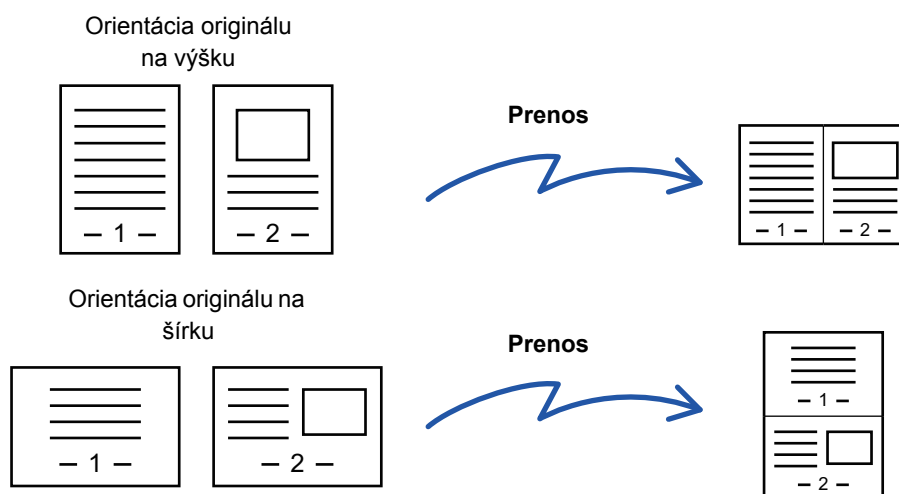 Orientácia originálu
na výšku
Prenos
– 1 –
– 2 –
– 1 –
– 2 –
Orientácia originálu na
šírku
Prenos
– 1 –
– 2 –
– 1 –
– 2 –